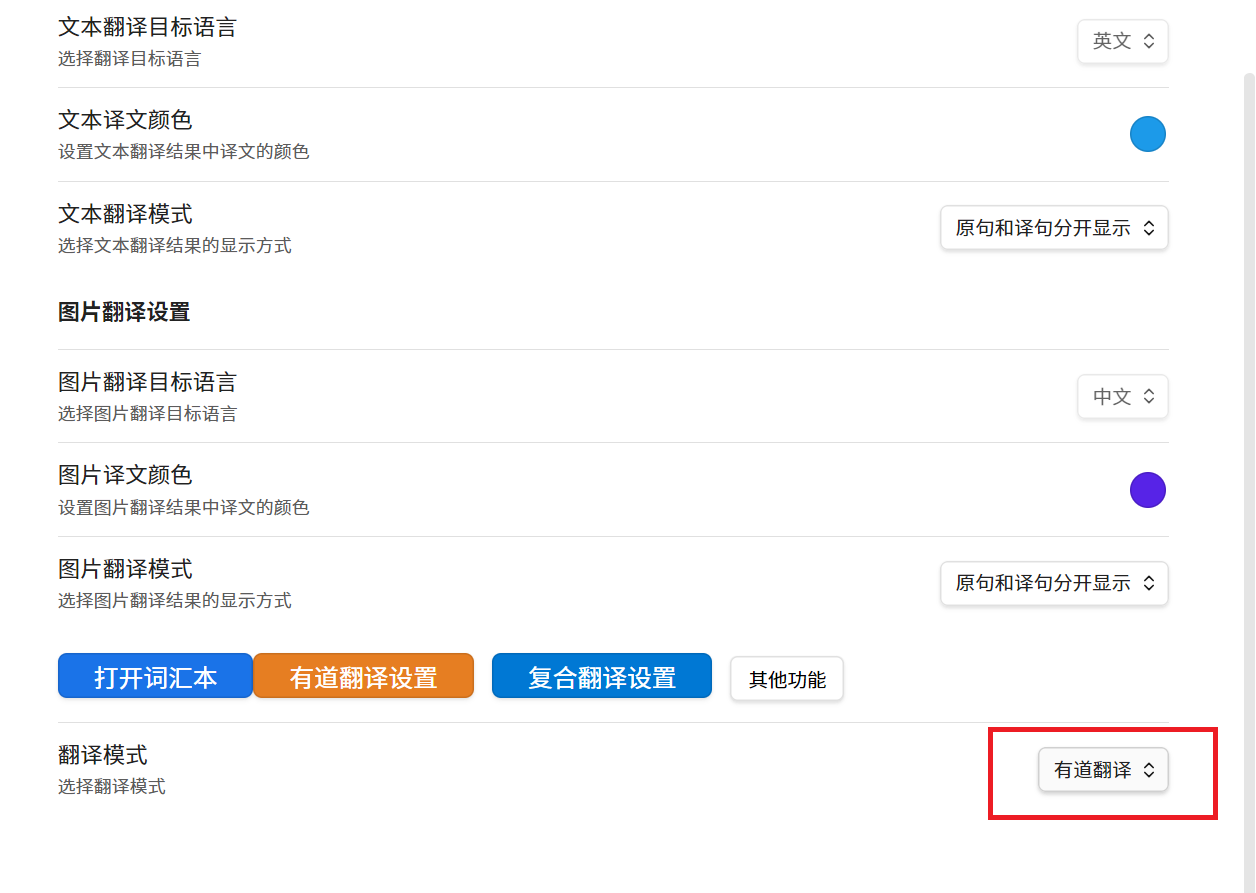 文本翻译目标语言
选择翻译目标语言
英文
文本译文颜色
设置文本翻译结果中译文的颜色
文本翻译模式
选择文本翻译结果的显示方式
原句和译句分开显示
图片翻译设置
图片翻译目标语言
选择图片翻译目标语言
中文
图片译文颜色
设置图片翻译结果中译文的颜色
图片翻译模式
选择图片翻译结果的显示方式
原句和译句分开显示
打开词汇本 有道翻译设置 复合翻译设置 其他功能
翻译模式
选择翻译模式
有道翻译